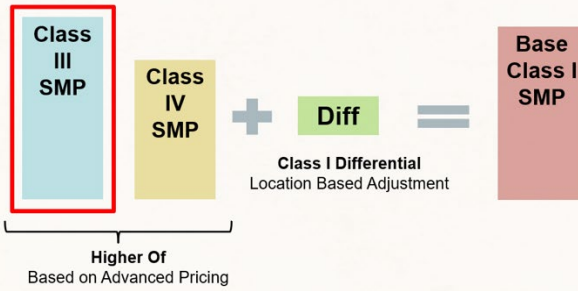 Class
III
SMP
Class
IV
SMP
Diff
Base
Class I
SMP
Class I Differential
Location Based Adjustment
Higher Of
Based on Advanced Pricing